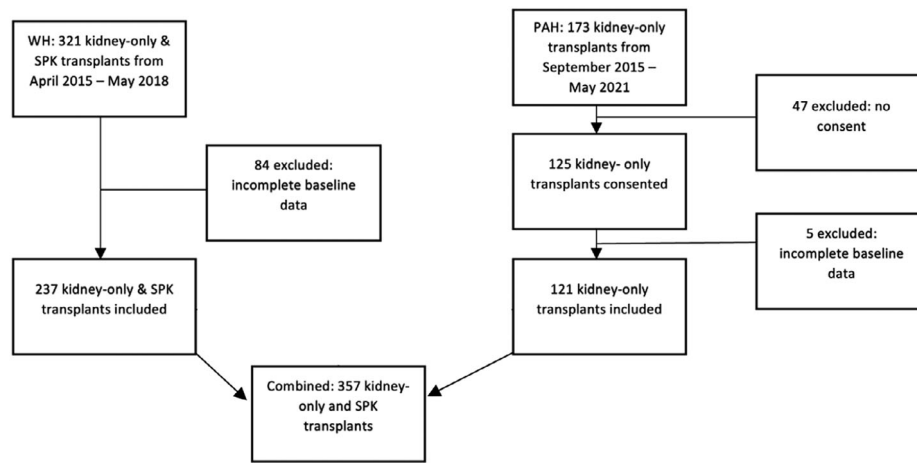 WH: 321 kidney-only &
SPK transplants from
April 2015 – May 2018
84 excluded:
incomplete baseline
data
237 kidney-only & SPK
transplants included
PAH: 173 kidney-only
transplants from
September 2015 –
May 2021
47 excluded: no
consent
125 kidney- only
transplants consented
5 excluded:
incomplete baseline
data
121 kidney-only
transplants included
Combined: 357 kidney-
only and SPK
transplants